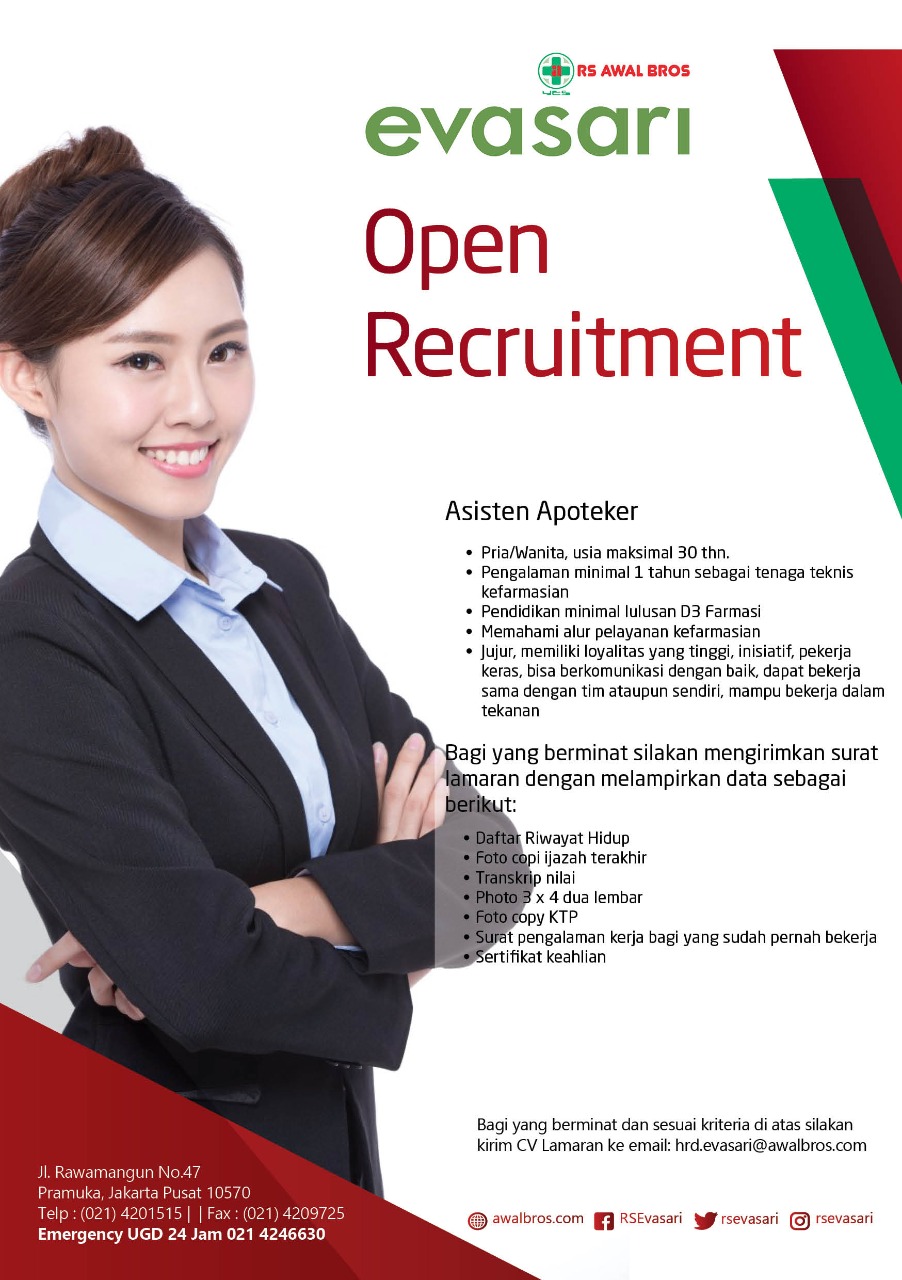 RS AWAL BROS
evasari
Open
Recruitment
Asisten Apoteker
• Pria/Wanita, usia maksimal 30 thn.
• Pengalaman minimal 1 tahun sebagai tenaga teknis
kefarmasian
• Pendidikan minimal lulusan D3 Farmasi
• Memahami alur pelayanan kefarmasian
• Jujur, memiliki loyalitas yang tinggi, inisiatif, pekerja
keras, bisa berkomunikasi dengan baik, dapat bekerja
sama dengan tim ataupun sendiri, mampu bekerja dalam
tekanan
Bagi yang berminat silakan mengirimkan surat
lamaran dengan melampirkan data sebagai
berikut:
• Daftar Riwayat Hidup
• Foto copi ijazah terakhir
• Transkrip nilai
• Photo 3 x 4 dua lembar
• Foto copy KTP
• Surat pengalaman kerja bagi yang sudah pernah bekerja
• Sertifikat keahlian
Bagi yang berminat dan sesuai kriteria di atas silakan
kirim CV Lamaran ke email: hrd.evasari@awalbros.com
Jl. Rawamangun No.47
Pramuka, Jakarta Pusat 10570
Telp : (021) 4201515 | | Fax : (021) 4209725
Emergency UGD 24 Jam 021 4246630
awalbros.com RSEvasari rsevasari rsevasari